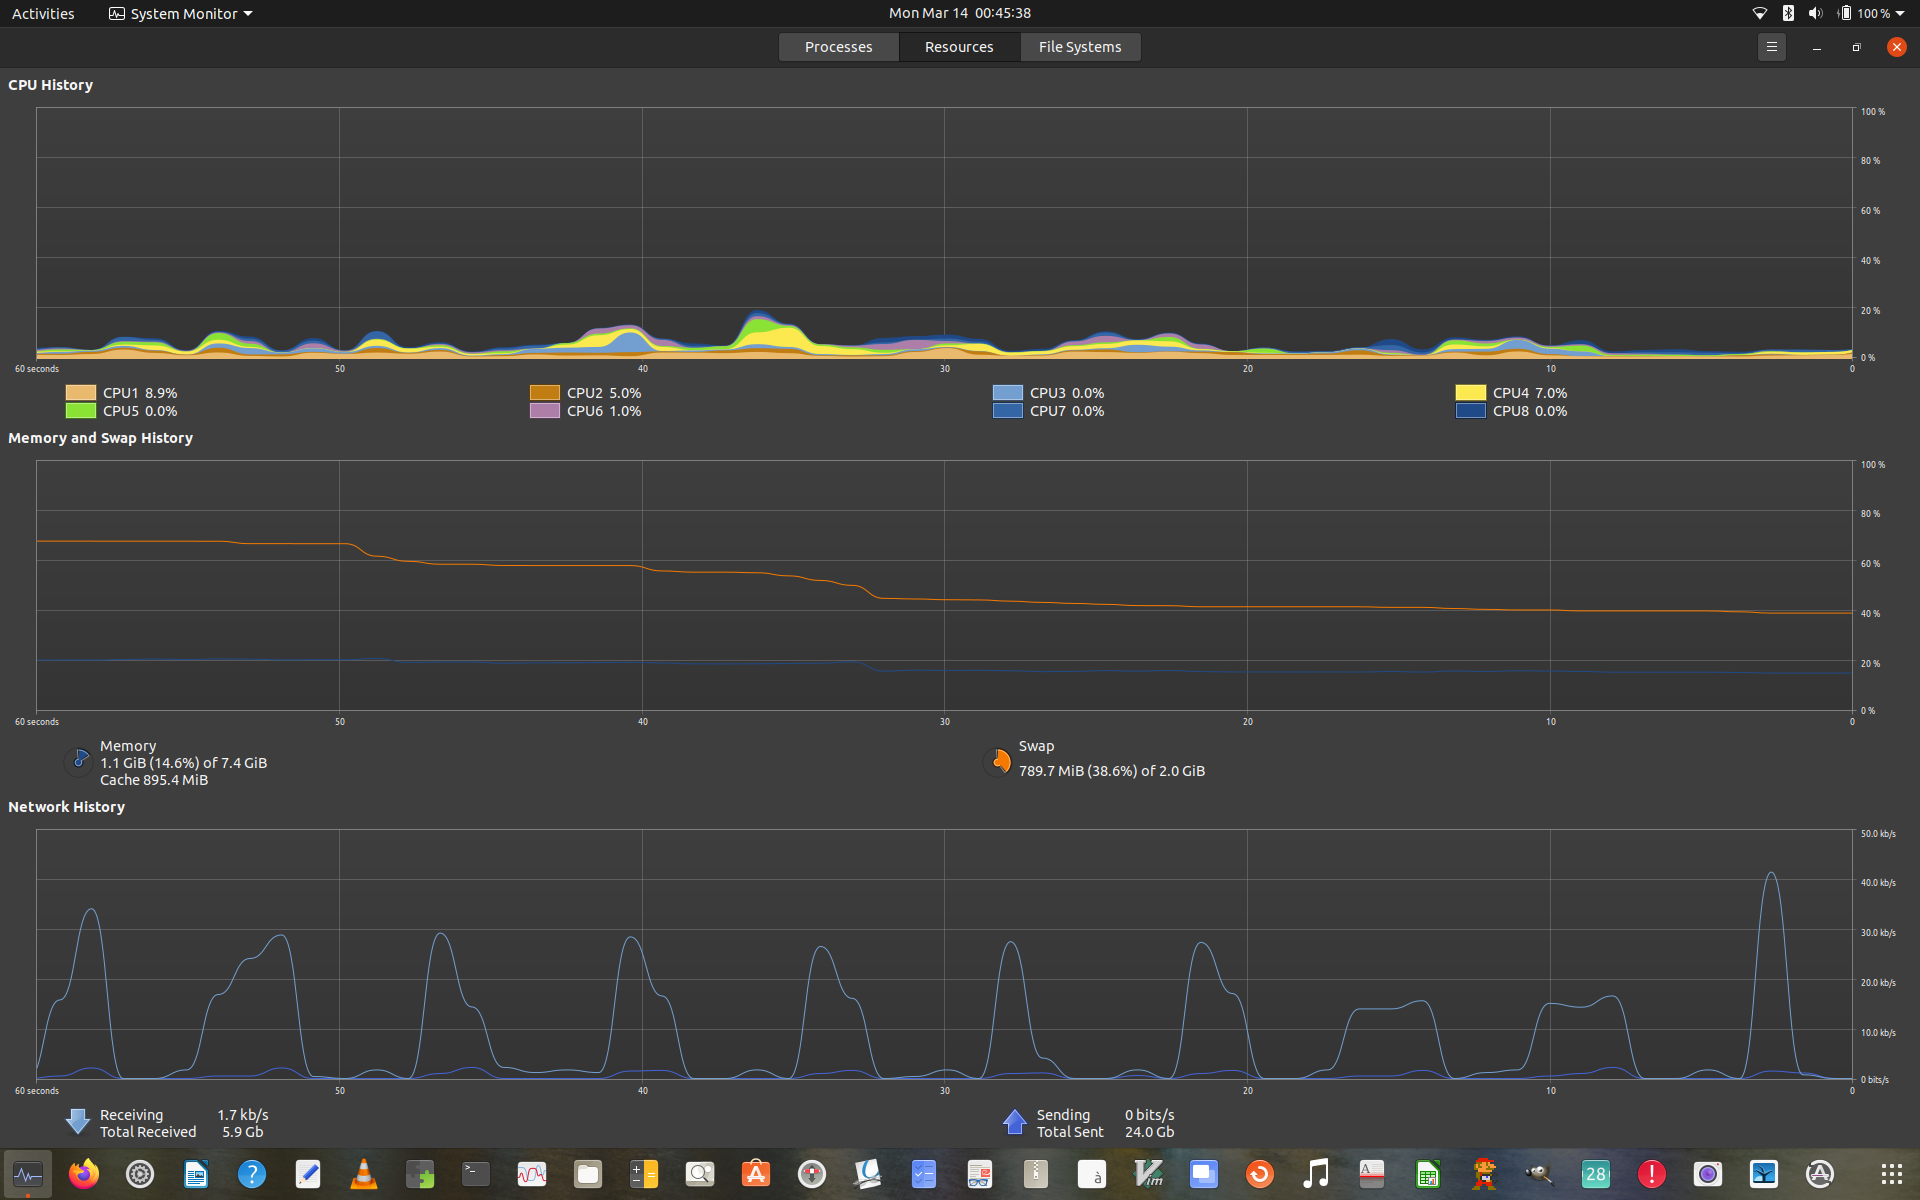 Activities System Monitor Mon Mar 14 00:45:38 100 %
Processes Resources File Systems
CPU History
100 %
80 %
60 %
40 %
20 %
0 %
60 seconds 50 40 30 20 10 0
CPU1 8.9% CPU2 5.0% CPU3 0.0% CPU4 7.0%
CPU5 0.0% CPU6 1.0% CPU7 0.0% CPU8 0.0%
Memory and Swap History
100 %
80 %
60 %
40 %
20 %
0 %
60 seconds 50 40 30 20 10 0
Memory
1.1 GiB (14.6%) of 7.4 GiB
Cache 895.4 MiB
Swap
789.7 MiB (38.6%) of 2.0 GiB
Network History
50.0 kb/s
40.0 kb/s
30.0 kb/s
20.0 kb/s
10.0 kb/s
0 bits/s
60 seconds 50 40 30 20 10 0
Receiving 1.7 kb/s
Total Received 5.9 Gb
Sending 0 bits/s
Total Sent 24.0 Gb
? >_ à Vim A 28 !